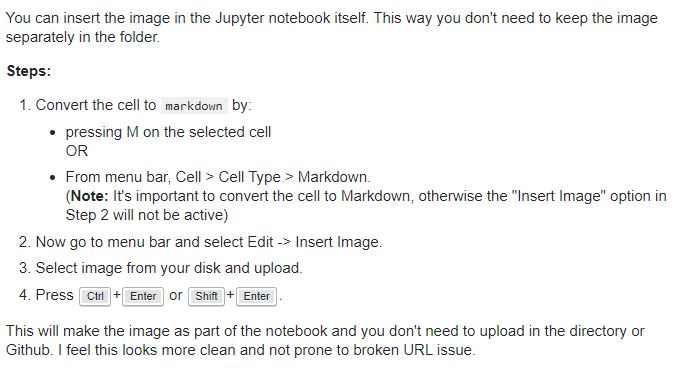 You can insert the image in the Jupyter notebook itself. This way you don't need to keep the image
separately in the folder.
Steps:
1. Convert the cell to markdown by:
• pressing M on the selected cell
OR
• From menu bar, Cell > Cell Type > Markdown.
(Note: It's important to convert the cell to Markdown, otherwise the "Insert Image" option in
Step 2 will not be active)
2. Now go to menu bar and select Edit -> Insert Image.
3. Select image from your disk and upload.
4. Press Ctrl + Enter or Shift + Enter .
This will make the image as part of the notebook and you don't need to upload in the directory or
Github. I feel this looks more clean and not prone to broken URL issue.